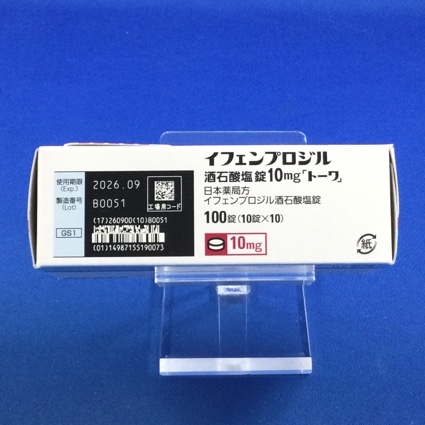 使用期限
(Exp.)
2026.09
製造番号
(Lot)
B0051
工場用コード
(17)260900(10)B0051
GS1
(01)14987155190073
イフェンプロジル
酒石酸塩錠10mg「トーワ」
日本薬局方
イフェンプロジル酒石酸塩錠
100錠(10錠×10)
10mg
紙